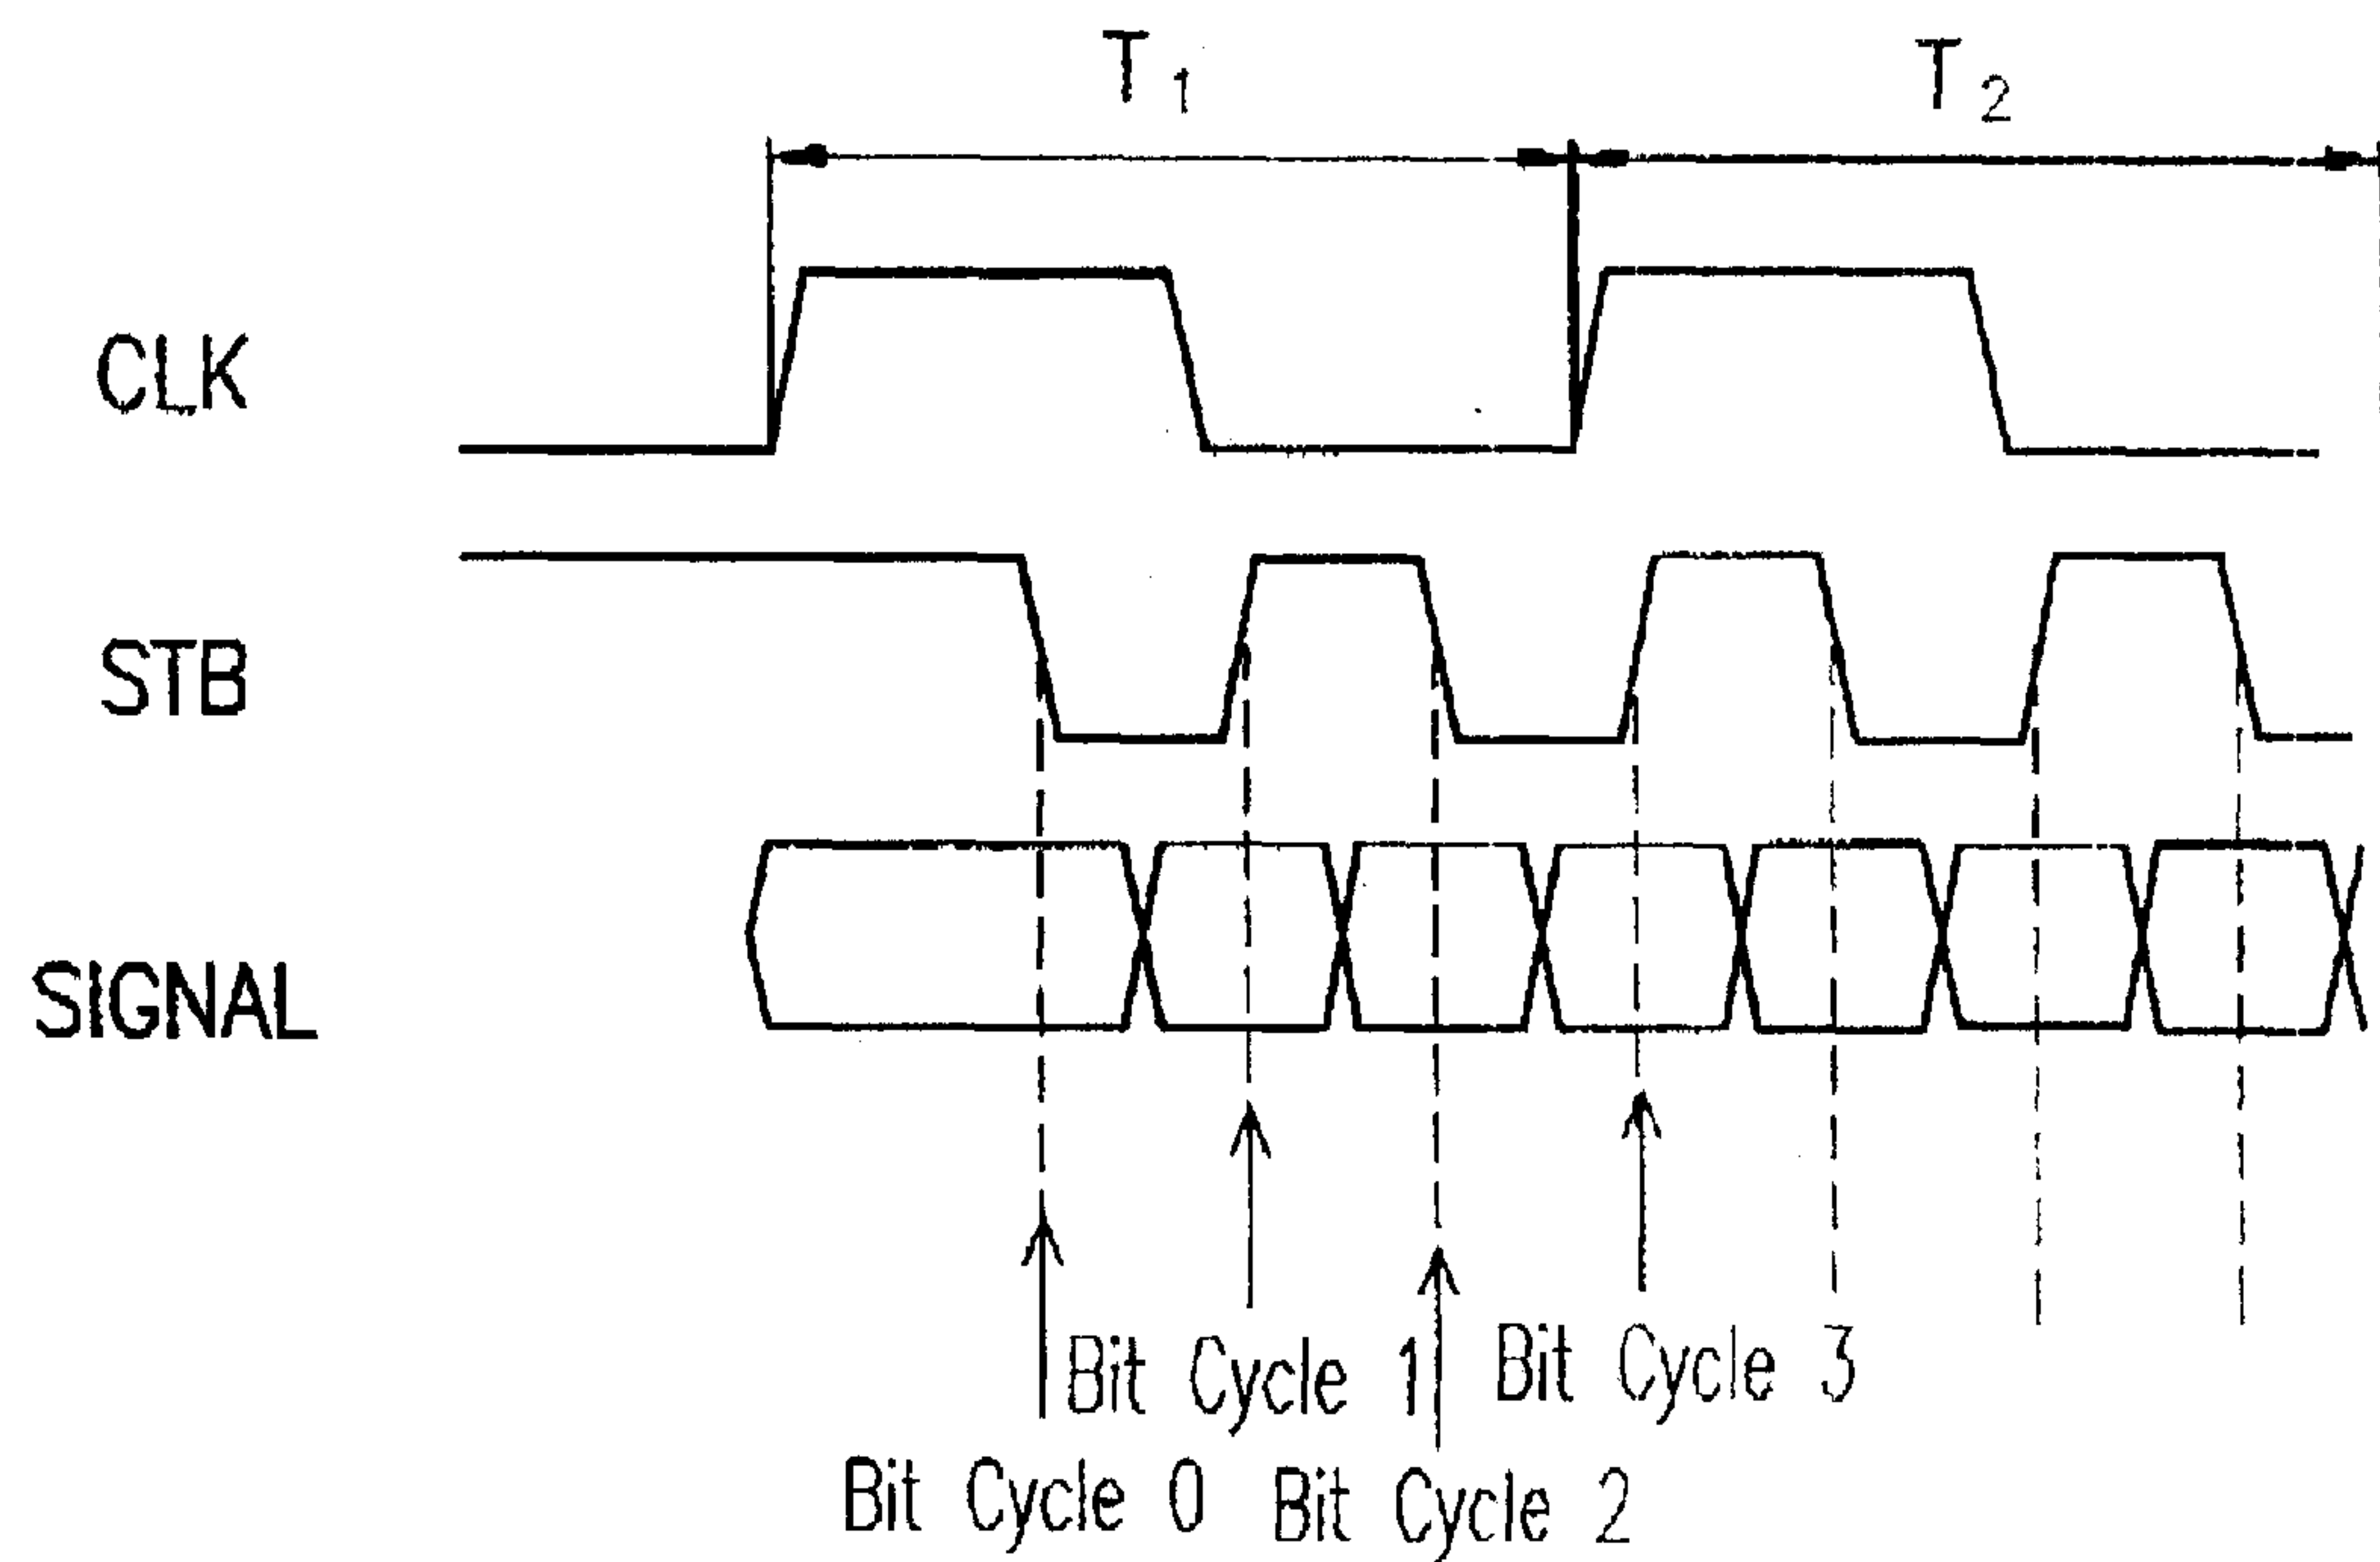 T1 T2
CLK
STB
SIGNAL
Bit Cycle 1 Bit Cycle 3
Bit Cycle 0 Bit Cycle 2